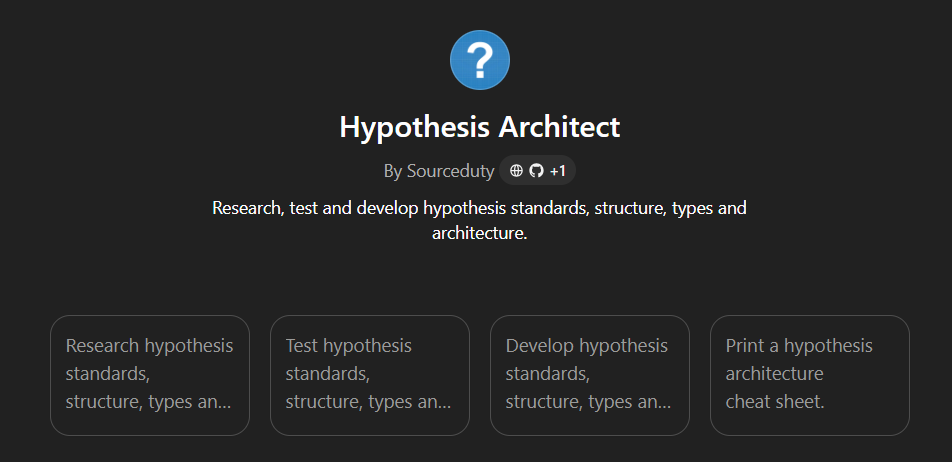 ?
Hypothesis Architect
By Sourceduty +1
Research, test and develop hypothesis standards, structure, types and
architecture.
Research hypothesis
standards,
structure, types an...
Test hypothesis
standards,
structure, types an...
Develop hypothesis
standards,
structure, types an...
Print a hypothesis
architecture
cheat sheet.